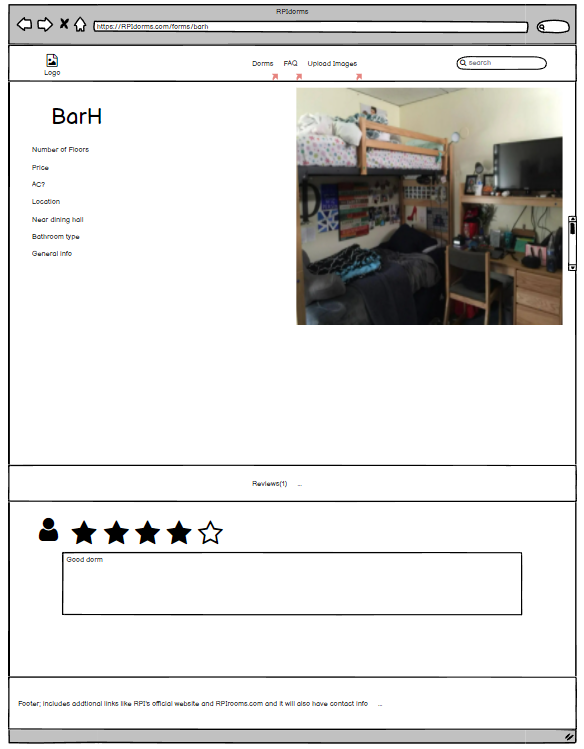 RPIdorms
https://RPIdorms.com/forms/barh
Logo
Dorms FAQ Upload Images
search
BarH
Number of Floors
Price
AC?
Location
Near dining hall
Bathroom type
General info
Reviews(1) ...
Good dorm
Footer; includes addtional links like RPI's official website and RPIrooms.com and it will also have contact info ...